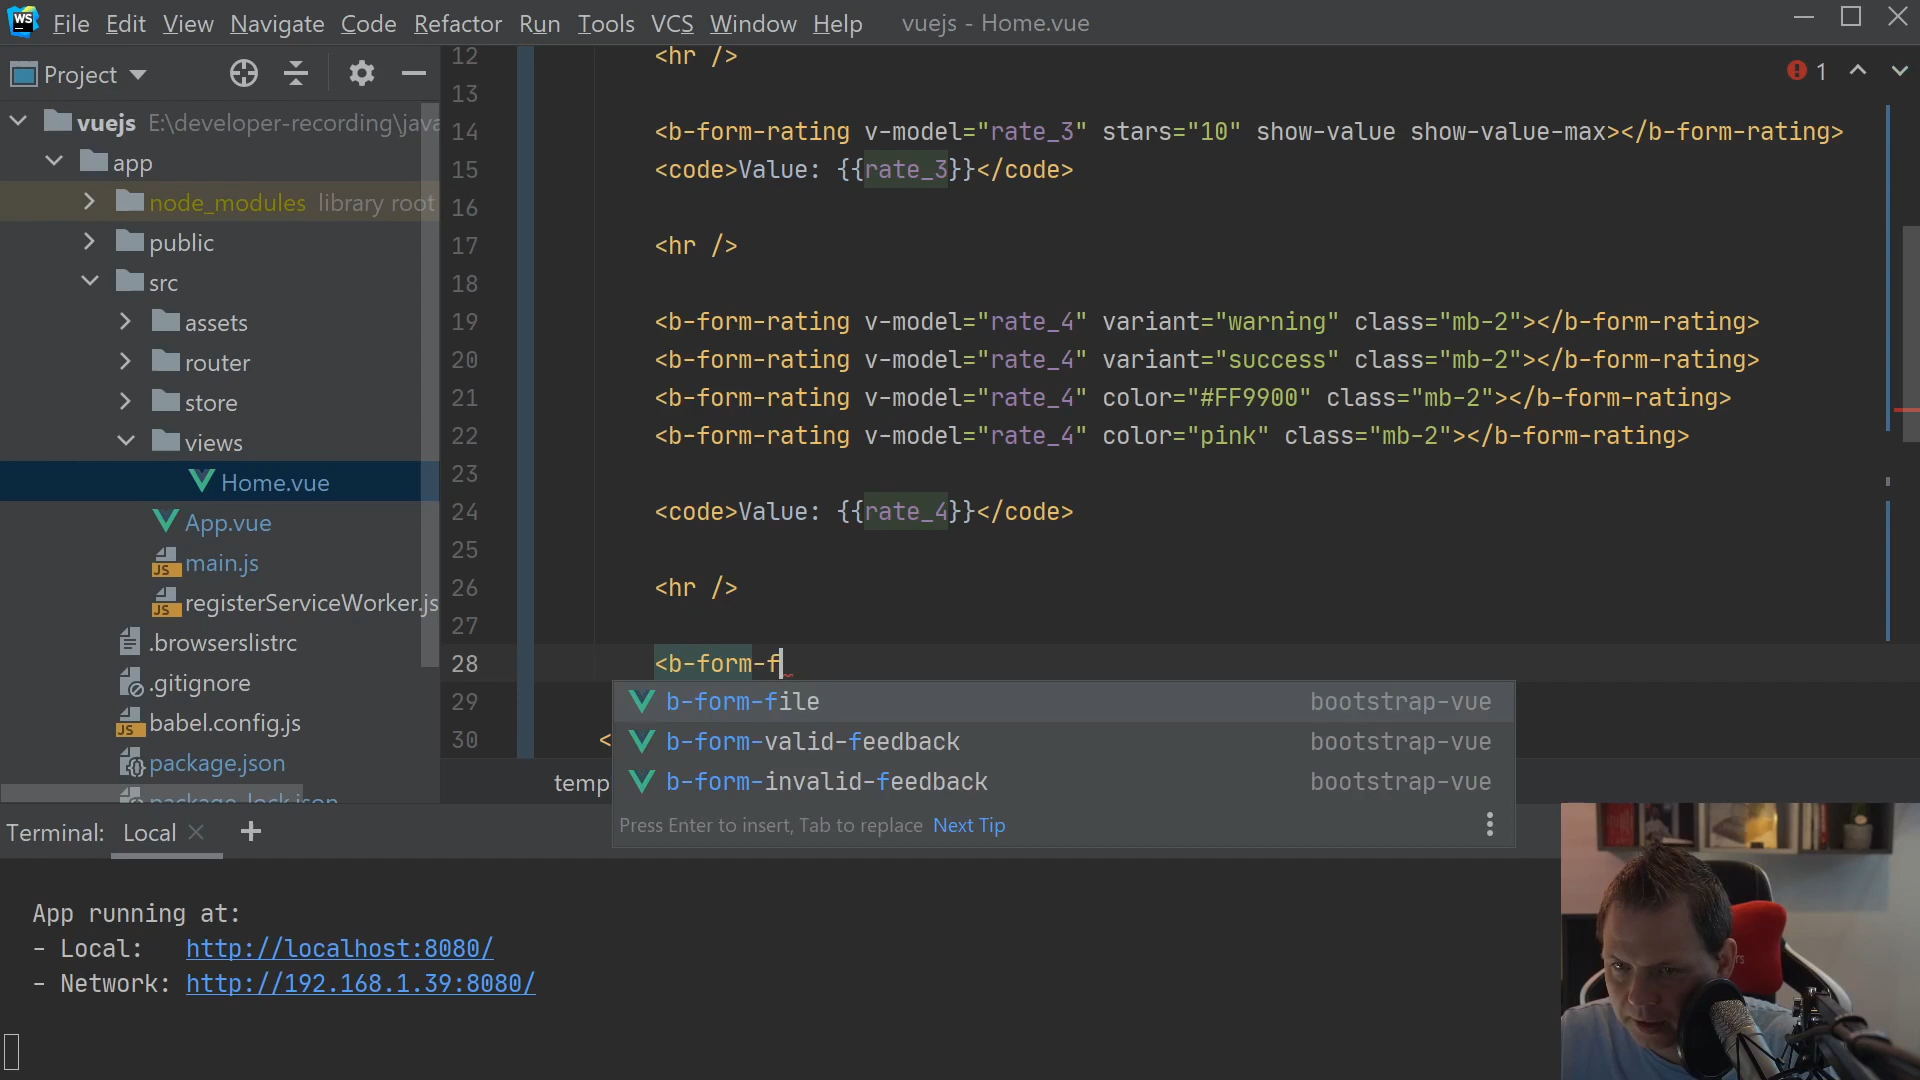 WS File Edit View Navigate Code Refactor Run Tools VCS Window Help vuejs - Home.vue
Project
vuejs E:\developer-recording\java
app
node_modules library root
public
src
assets
router
store
views
Home.vue
App.vue
JS main.js
JS registerServiceWorker.js
.browserslistrc
.gitignore
JS babel.config.js
package.json
package-lock.json
1
12 <hr />
13
14 <b-form-rating v-model="rate_3" stars="10" show-value show-value-max></b-form-rating>
15 <code>Value: {{rate_3}}</code>
16
17 <hr />
18
19 <b-form-rating v-model="rate_4" variant="warning" class="mb-2"></b-form-rating>
20 <b-form-rating v-model="rate_4" variant="success" class="mb-2"></b-form-rating>
21 <b-form-rating v-model="rate_4" color="#FF9900" class="mb-2"></b-form-rating>
22 <b-form-rating v-model="rate_4" color="pink" class="mb-2"></b-form-rating>
23
24 <code>Value: {{rate_4}}</code>
25
26 <hr />
27
28 <b-form-f
29
30 <
b-form-file bootstrap-vue
b-form-valid-feedback bootstrap-vue
b-form-invalid-feedback bootstrap-vue
Press Enter to insert, Tab to replace Next Tip
temp
Terminal: Local
App running at:
- Local: http://localhost:8080/
- Network: http://192.168.1.39:8080/